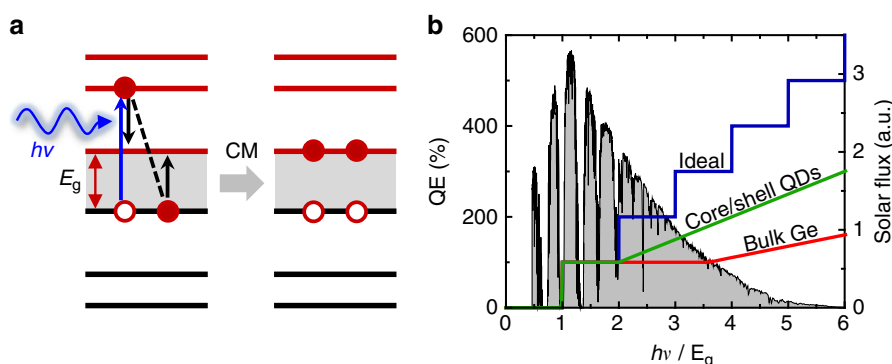 a
hν
E_g
CM
b
600
400
200
0
QE (%)
0 1 2 3 4 5 6
hν / E_g
3
2
1
0
Solar flux (a.u.)
Ideal
Core/shell QDs
Bulk Ge